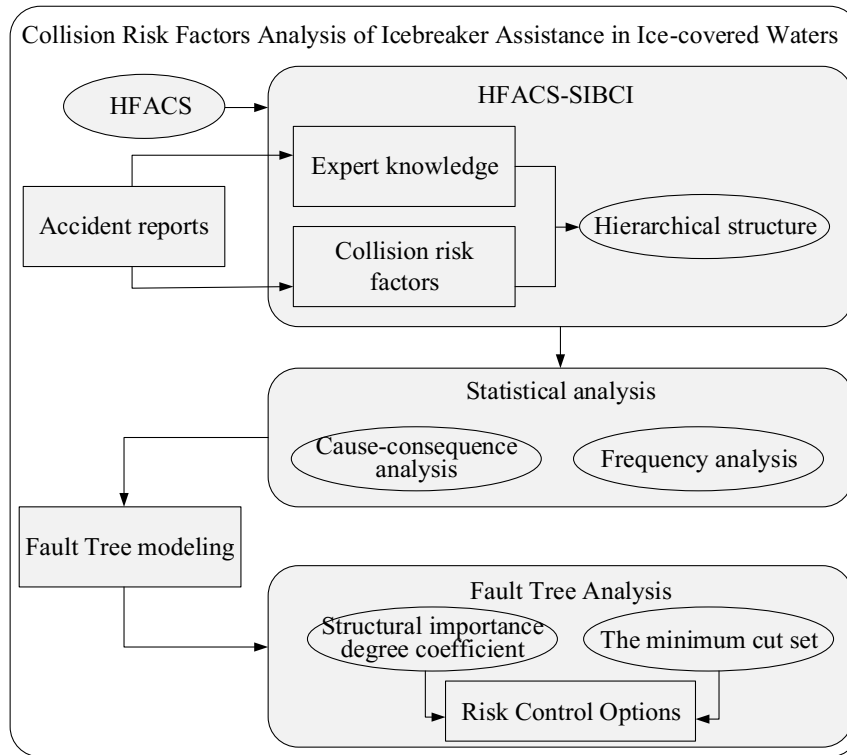 Collision Risk Factors Analysis of Icebreaker Assistance in Ice-covered Waters
HFACS
HFACS-SIBCI
Expert knowledge
Accident reports
Hierarchical structure
Collision risk
factors
Statistical analysis
Cause-consequence
analysis
Frequency analysis
Fault Tree modeling
Fault Tree Analysis
Structural importance
degree coefficient
The minimum cut set
Risk Control Options